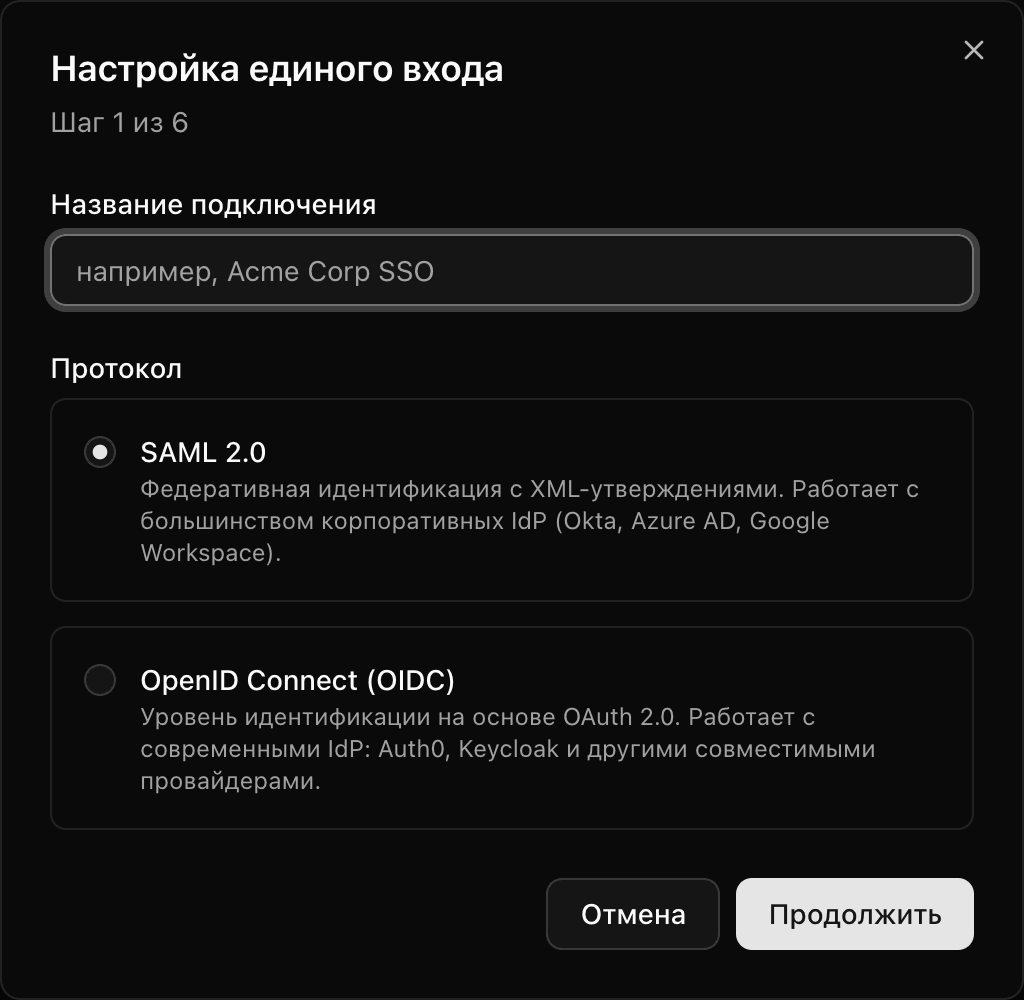 Настройка единого входа
Шаг 1 из 6
Название подключения
например, Acme Corp SSO
Протокол
SAML 2.0
Федеративная идентификация с XML-утверждениями. Работает с
большинством корпоративных IdP (Okta, Azure AD, Google
Workspace).
OpenID Connect (OIDC)
Уровень идентификации на основе OAuth 2.0. Работает с
современными IdP: Auth0, Keycloak и другими совместимыми
провайдерами.
Отмена
Продолжить